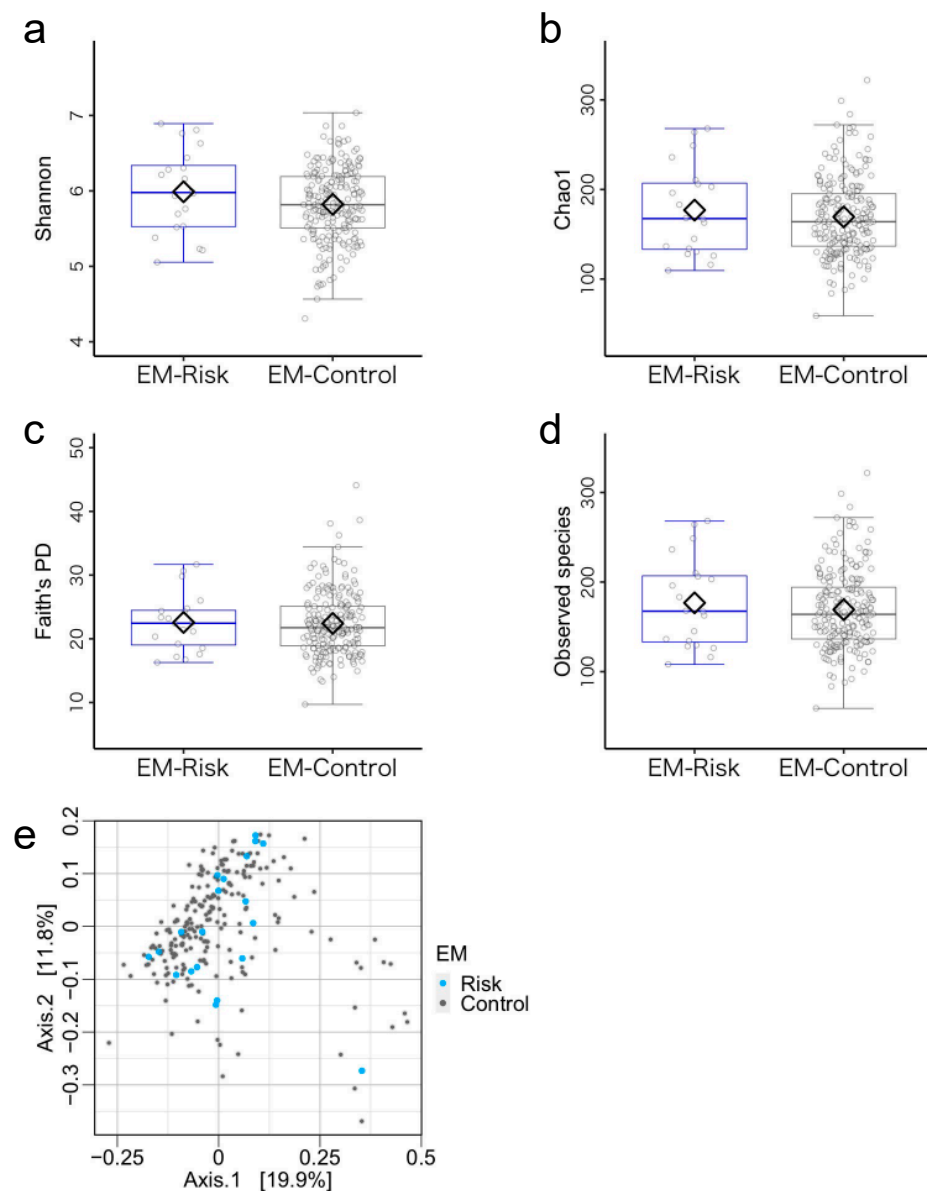 a
Shannon
7
6
5
4
EM-Risk EM-Control
b
Chao1
300
200
100
EM-Risk EM-Control
c
Faith's PD
50
40
30
20
10
EM-Risk EM-Control
d
Observed species
300
200
100
EM-Risk EM-Control
e
Axis.2 [11.8%]
0.2
0.1
0
−0.1
−0.2
−0.3
−0.25 0 0.25 0.5
Axis.1 [19.9%]
EM
Risk
Control